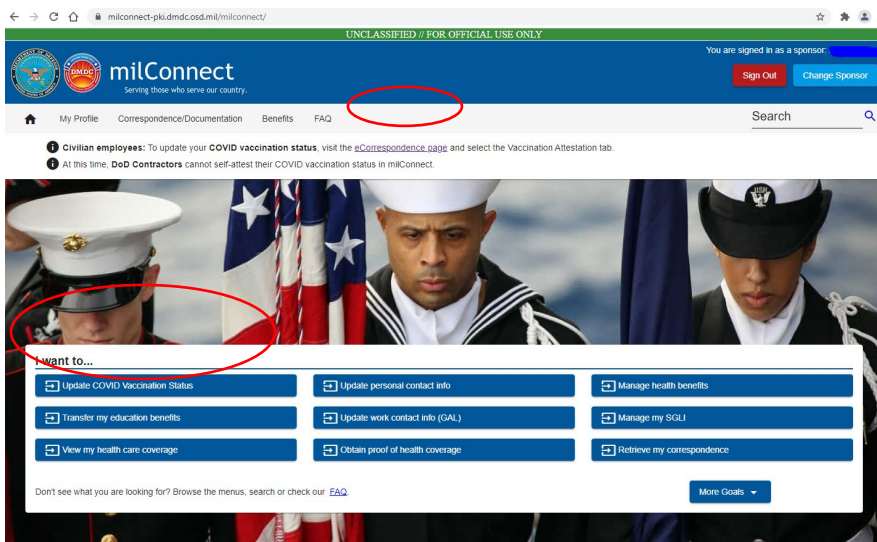 milconnect-pki.dmdc.osd.mil/milconnect/
UNCLASSIFIED // FOR OFFICIAL USE ONLY
You are signed in as a sponsor:
DMDC
milConnect
Serving those who serve our country.
Sign Out
Change Sponsor
My Profile
Correspondence/Documentation
Benefits
FAQ
Search
Civilian employees: To update your COVID vaccination status, visit the eCorrespondence page and select the Vaccination Attestation tab.
At this time, DoD Contractors cannot self-attest their COVID vaccination status in milConnect.
I want to...
Update COVID Vaccination Status
Update personal contact info
Manage health benefits
Transfer my education benefits
Update work contact info (GAL)
Manage my SGLI
View my health care coverage
Obtain proof of health coverage
Retrieve my correspondence
Don't see what you are looking for? Browse the menus, search or check our FAQ.
More Goals